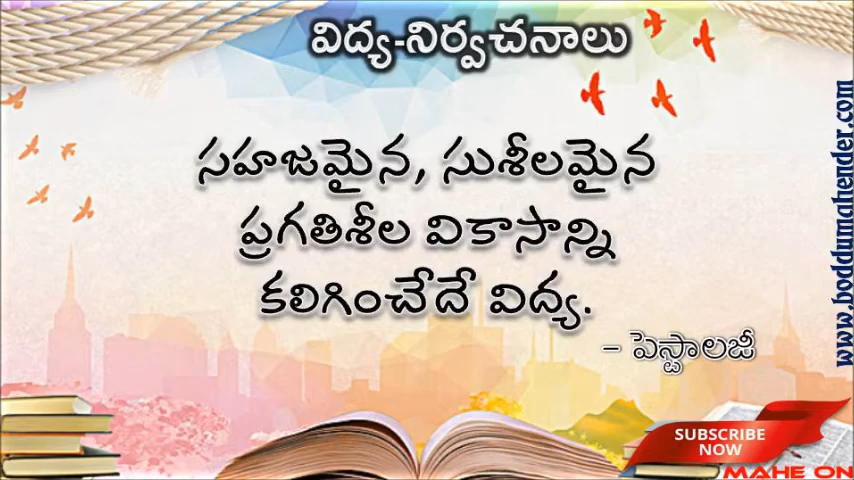 విద్య-నిర్వచనాలు
సహజమైన, సుశీలమైన
ప్రగతిశీల వికాసాన్ని
కలిగించేదే విద్య.
– పెస్టాలజీ
www.boddumahender.com
SUBSCRIBE
NOW
MAHE ON